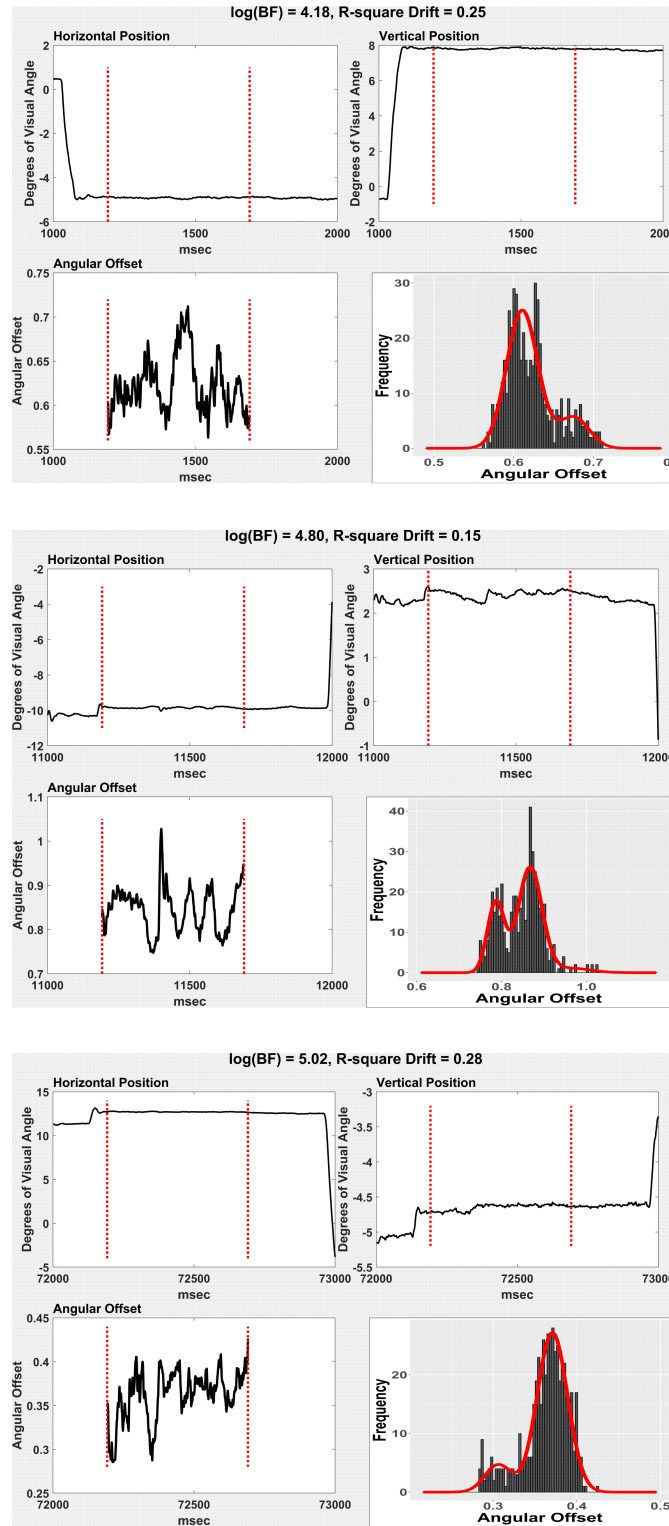 log(BF) = 4.18, R-square Drift = 0.25
Horizontal Position
Vertical Position
Degrees of Visual Angle
2
0
-2
-4
-6
1000
1500
2000
msec
Degrees of Visual Angle
8
6
4
2
0
-2
1000
1500
2000
msec
Angular Offset
Angular Offset
0.75
0.7
0.65
0.6
0.55
1000
1500
2000
msec
Frequency
30
20
10
0
0.5
0.6
0.7
Angular Offset
log(BF) = 4.80, R-square Drift = 0.15
Horizontal Position
Vertical Position
Degrees of Visual Angle
-2
-4
-6
-8
-10
-12
11000
11500
12000
msec
Degrees of Visual Angle
3
2
1
0
-1
11000
11500
12000
msec
Angular Offset
Angular Offset
1.1
1
0.9
0.8
0.7
11000
11500
12000
msec
Frequency
40
30
20
10
0
0.6
0.8
1.0
Angular Offset
log(BF) = 5.02, R-square Drift = 0.28
Horizontal Position
Vertical Position
Degrees of Visual Angle
15
10
5
0
-5
72000
72500
73000
msec
Degrees of Visual Angle
-3
-3.5
-4
-4.5
-5
-5.5
72000
72500
73000
msec
Angular Offset
Angular Offset
0.45
0.4
0.35
0.3
0.25
72000
72500
73000
msec
Frequency
20
10
0
0.3
0.4
Angular Offset